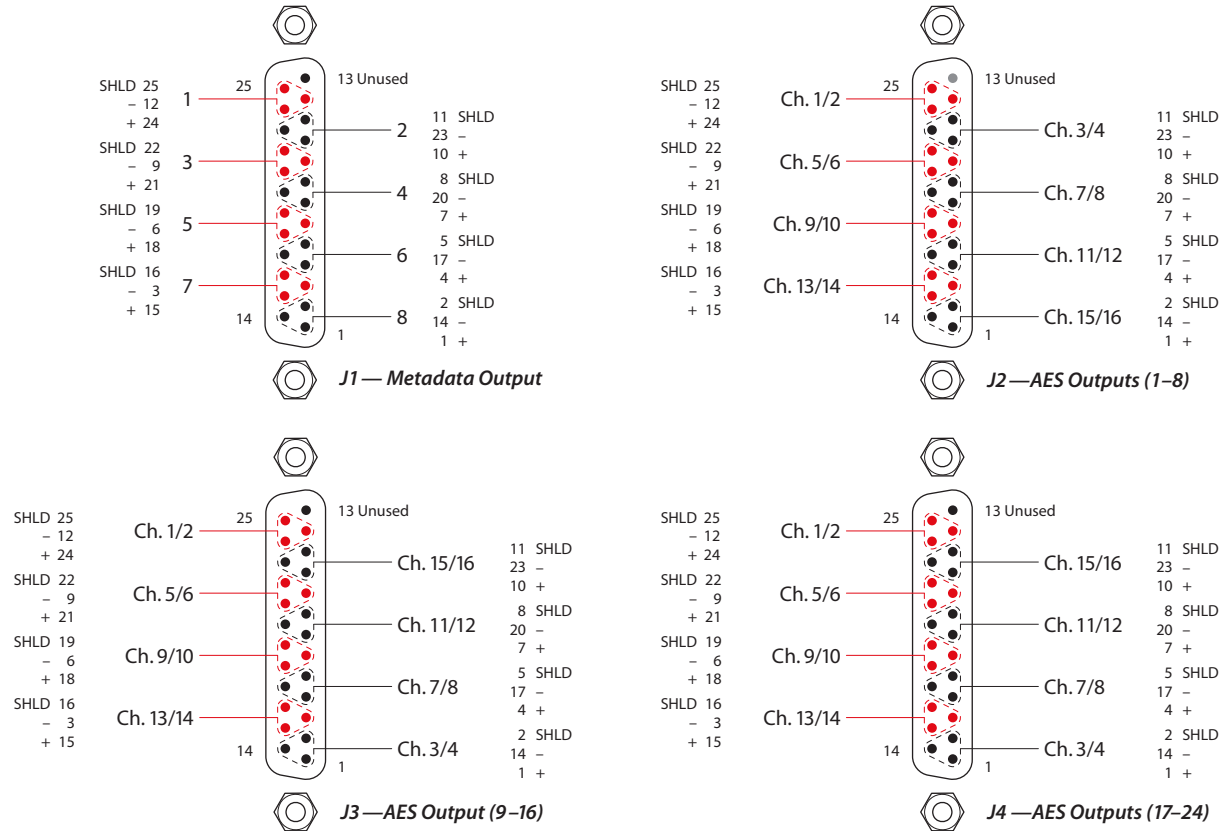 SHLD 25
– 12
+ 24
SHLD 22
– 9
+ 21
SHLD 19
– 6
+ 18
SHLD 16
– 3
+ 15
1
3
5
7
25
14
13 Unused
2
4
6
8
1
11 SHLD
23 –
10 +
8 SHLD
20 –
7 +
5 SHLD
17 –
4 +
2 SHLD
14 –
1 +
J1— Metadata Output
SHLD 25
– 12
+ 24
SHLD 22
– 9
+ 21
SHLD 19
– 6
+ 18
SHLD 16
– 3
+ 15
Ch. 1/2
Ch. 5/6
Ch. 9/10
Ch. 13/14
25
14
13 Unused
Ch. 3/4
Ch. 7/8
Ch. 11/12
Ch. 15/16
1
11 SHLD
23 –
10 +
8 SHLD
20 –
7 +
5 SHLD
17 –
4 +
2 SHLD
14 –
1 +
J2—AES Outputs (1–8)
SHLD 25
– 12
+ 24
SHLD 22
– 9
+ 21
SHLD 19
– 6
+ 18
SHLD 16
– 3
+ 15
Ch. 1/2
Ch. 5/6
Ch. 9/10
Ch. 13/14
25
14
13 Unused
Ch. 15/16
Ch. 11/12
Ch. 7/8
Ch. 3/4
1
11 SHLD
23 –
10 +
8 SHLD
20 –
7 +
5 SHLD
17 –
4 +
2 SHLD
14 –
1 +
J3—AES Output (9–16)
SHLD 25
– 12
+ 24
SHLD 22
– 9
+ 21
SHLD 19
– 6
+ 18
SHLD 16
– 3
+ 15
Ch. 1/2
Ch. 5/6
Ch. 9/10
Ch. 13/14
25
14
13 Unused
Ch. 15/16
Ch. 11/12
Ch. 7/8
Ch. 3/4
1
11 SHLD
23 –
10 +
8 SHLD
20 –
7 +
5 SHLD
17 –
4 +
2 SHLD
14 –
1 +
J4—AES Outputs (17–24)